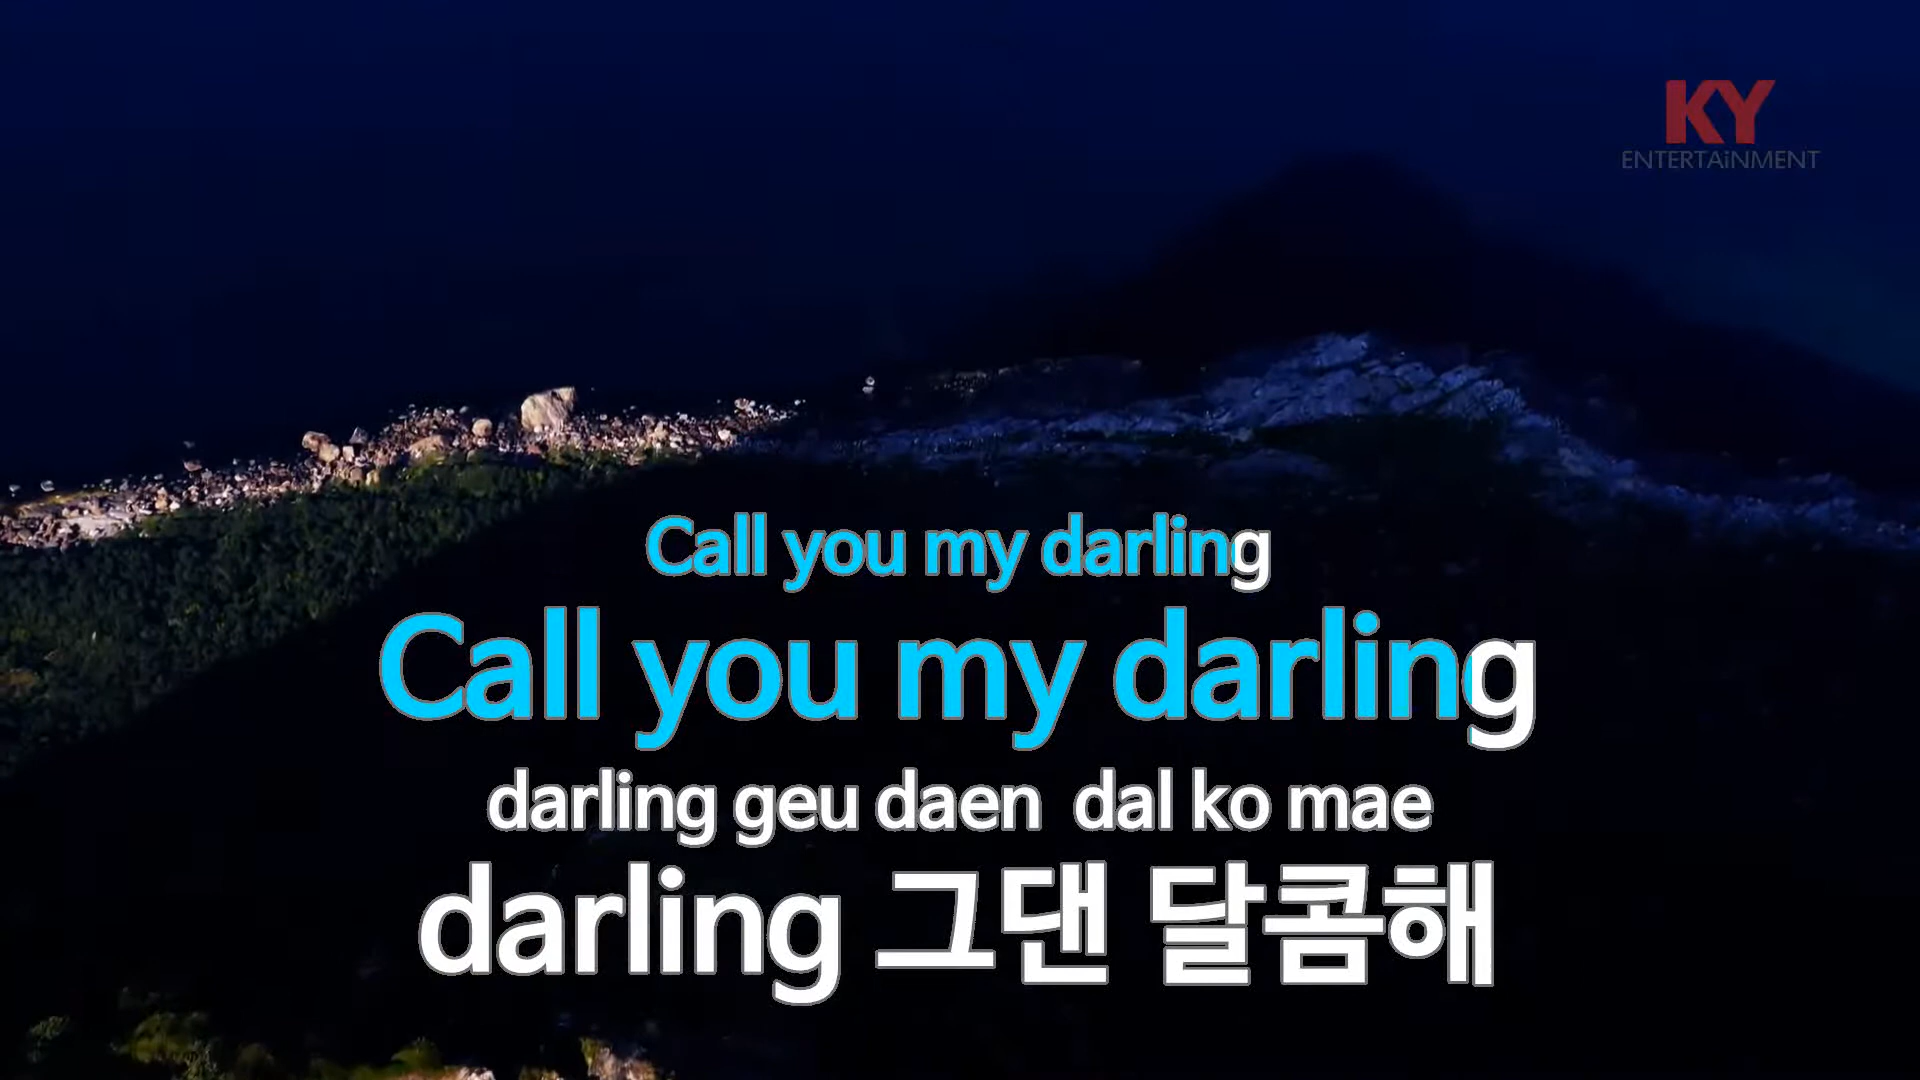 KY
ENTERTAiNMENT
Call you my darling
Call you my darling
darling geu daen dal ko mae
darling 그댄 달콤해